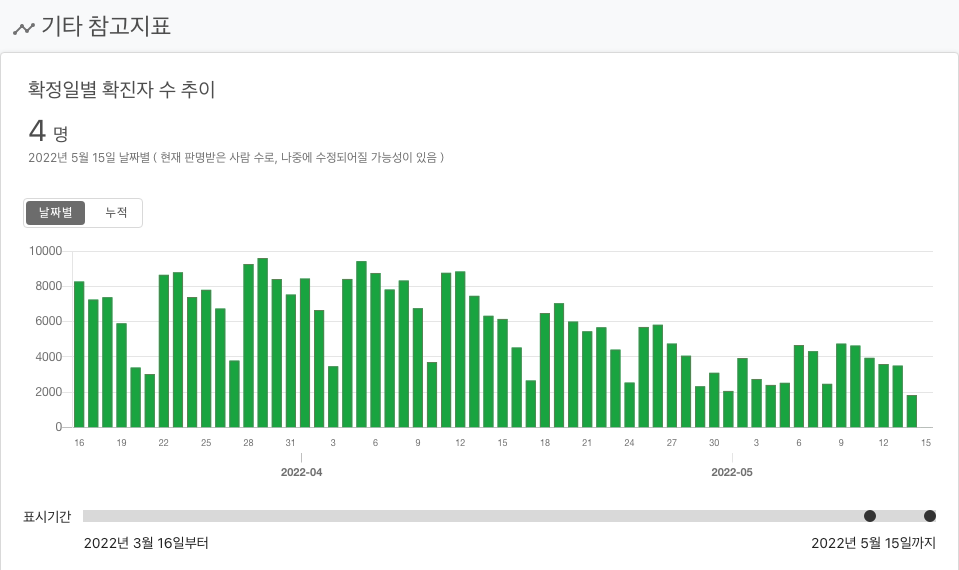 기타 참고지표
확정일별 확진자 수 추이
4 명
2022년 5월 15일 날짜별 ( 현재 판명받은 사람 수로, 나중에 수정되어질 가능성이 있음 )
날짜별 누적
10000
8000
6000
4000
2000
0
16 19 22 25 28 31 3 6 9 12 15 18 21 24 27 30 3 6 9 12 15
2022-04 2022-05
표시기간
2022년 3월 16일부터 2022년 5월 15일까지